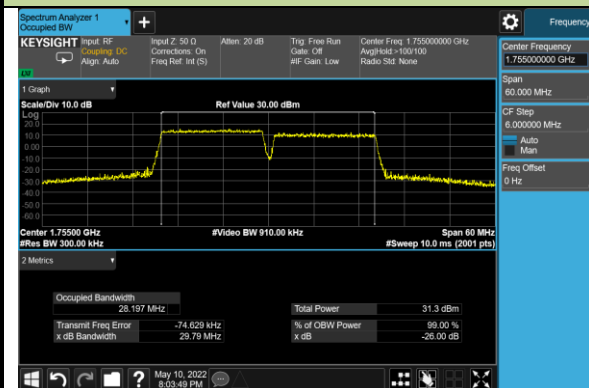 Spectrum Analyzer 1
Occupied BW
+
Frequency
KEYSIGHT
Input: RF
Coupling: DC
Align: Auto
Input Z: 50 Ω
Corrections: On
Freq Ref: Int (S)
Atten: 20 dB
Trig: Free Run
Gate: Off
#IF Gain: Low
Center Freq: 1.755000000 GHz
Avg|Hold:>100/100
Radio Std: None
Center Frequency
1.755000000 GHz
Span
60.000 MHz
CF Step
6.000000 MHz
Auto
Man
Freq Offset
0 Hz
1 Graph
Scale/Div 10.0 dB
Ref Value 30.00 dBm
Log
20.0
10.0
0.00
-10.0
-20.0
-30.0
-40.0
-50.0
-60.0
Center 1.75500 GHz
#Video BW 910.00 kHz
Span 60 MHz
#Res BW 300.00 kHz
#Sweep 10.0 ms (2001 pts)
2 Metrics
Occupied Bandwidth
28.197 MHz
Total Power
31.3 dBm
Transmit Freq Error
-74.629 kHz
% of OBW Power
99.00 %
x dB Bandwidth
29.79 MHz
x dB
-26.00 dB
?
May 10, 2022
8:03:49 PM